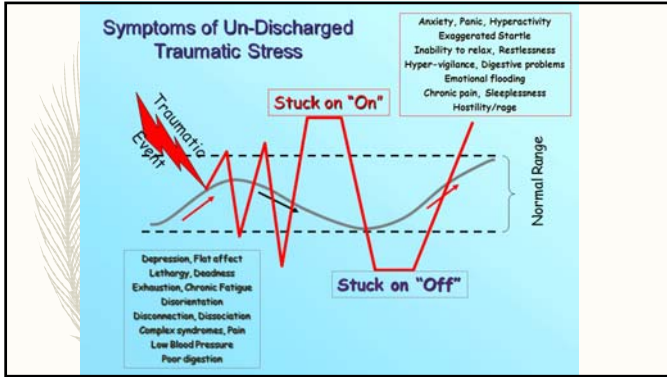 Symptoms of Un-Discharged
Traumatic Stress
Anxiety, Panic, Hyperactivity
Exaggerated Startle
Inability to relax, Restlessness
Hyper-vigilance, Digestive problems
Emotional flooding
Chronic pain, Sleeplessness
Hostility/rage
Stuck on "On"
Traumatic
Event
Normal Range
Stuck on "Off"
Depression, Flat affect
Lethargy, Deadness
Exhaustion, Chronic Fatigue
Disorientation
Disconnection, Dissociation
Complex syndromes, Pain
Low Blood Pressure
Poor digestion